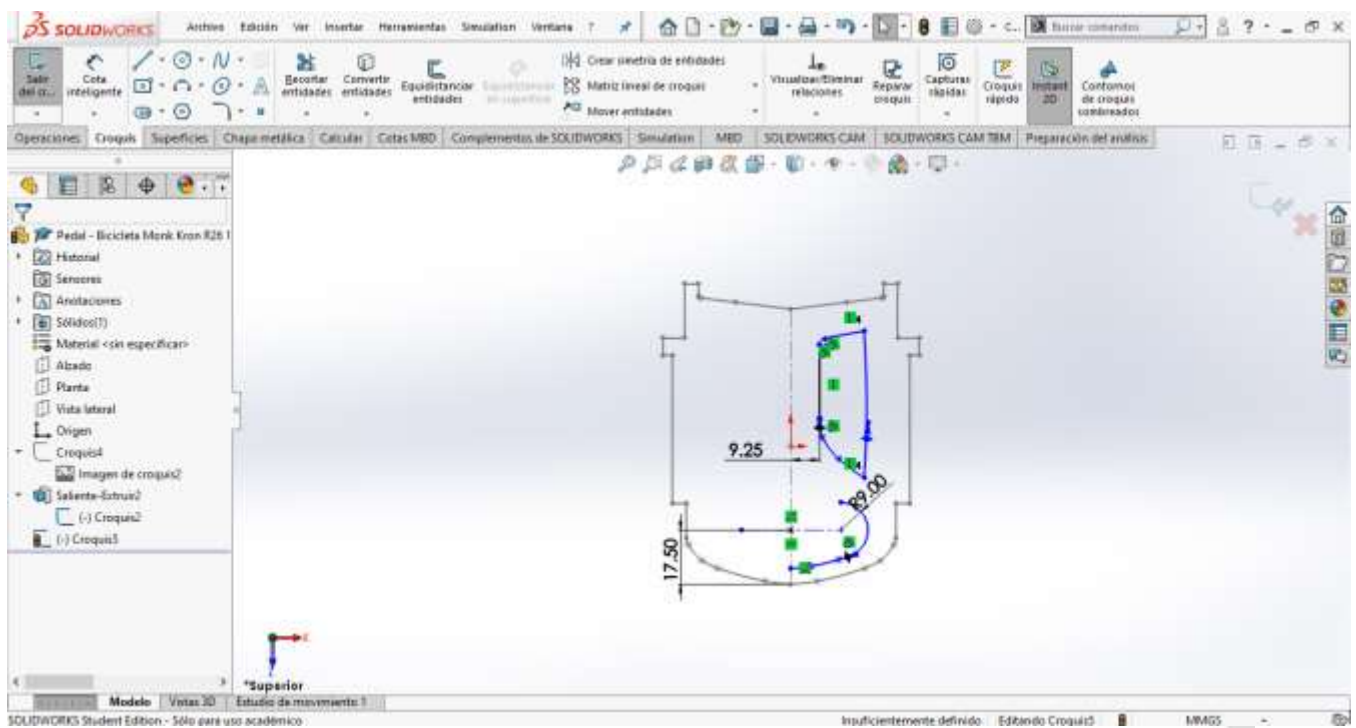 SOLIDWORKS
Archivo Edición Ver Insertar Herramientas Simulation Ventana ?
Buscar comandos
Salir del cr...
Cota inteligente
Recortar entidades
Convertir entidades
Equidistanciar entidades
Crear simetría de entidades
Matriz lineal de croquis
Mover entidades
Visualizar/Eliminar relaciones
Reparar croquis
Capturas rápidas
Croquis rápido
Instant 2D
Contornos de croquis sombreados
Operaciones Croquis Superficies Chapa metálica Calcular Cotas MBD Complementos de SOLIDWORKS Simulation MBD SOLIDWORKS CAM SOLIDWORKS CAM TBM Preparación del análisis
Pedal - Bicicleta Monk Kron R26 1
Historial
Sensores
Anotaciones
Sólidos(1)
Material <sin especificar>
Alzado
Planta
Vista lateral
Origen
Croquis4
Imagen de croquis2
Saliente-Extruir2
(-) Croquis2
(-) Croquis5
9.25
R9.00
17.50
*Superior
Modelo Vistas 3D Estudio de movimiento 1
SOLIDWORKS Student Edition - Sólo para uso académico
Insuficientemente definido Editando Croquis5 MMGS